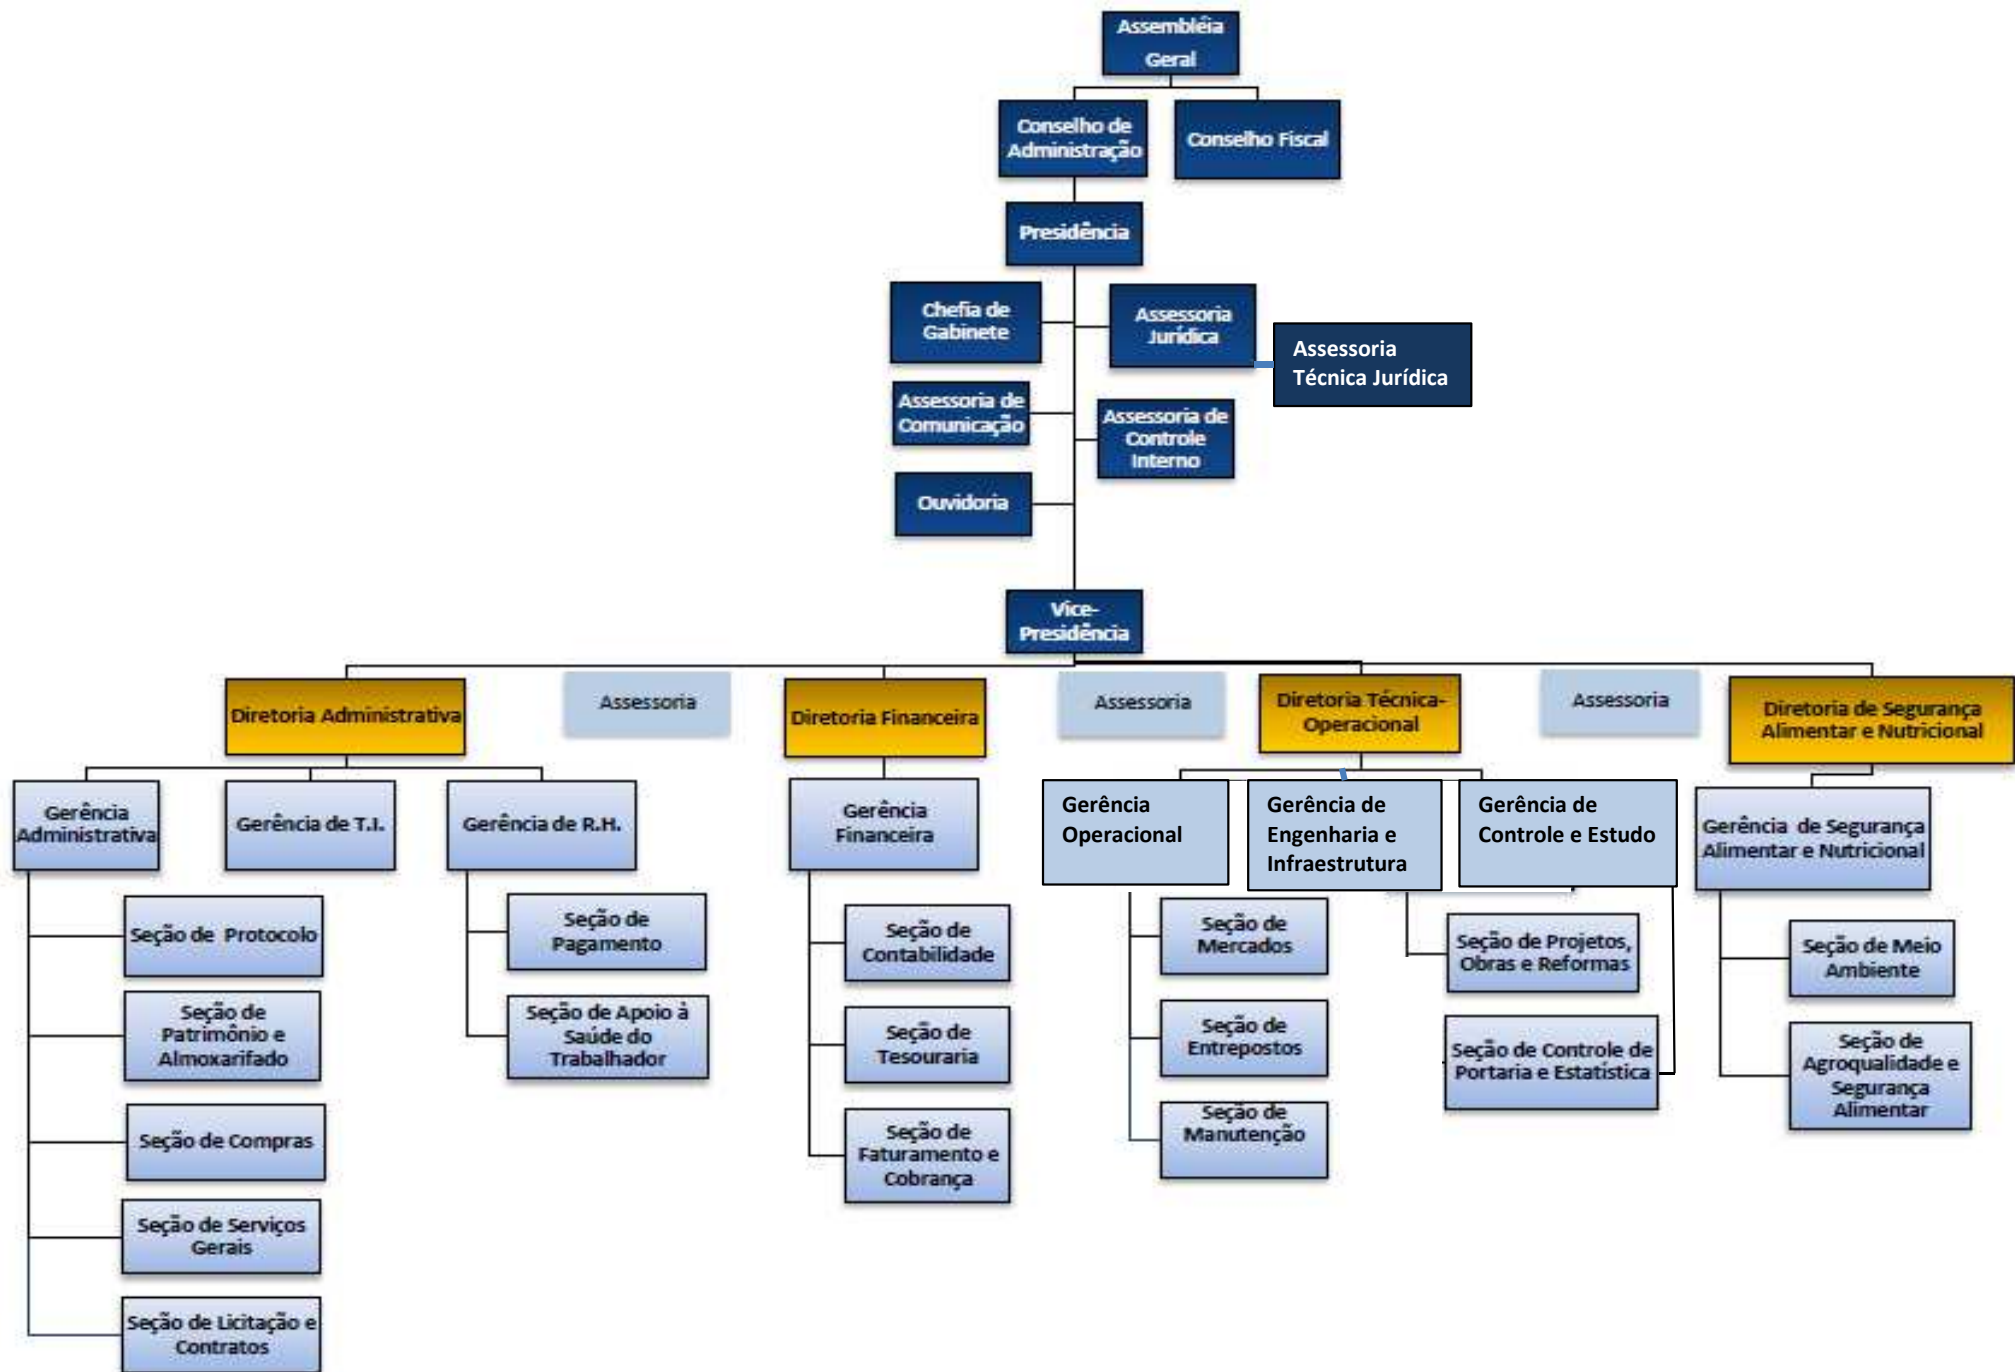 Assembléia
Geral
Conselho de
Administração
Conselho Fiscal
Presidência
Chefia de
Gabinete
Assessoria
Jurídica
Assessoria
Técnica Jurídica
Assessoria de
Comunicação
Assessoria de
Controle
Interno
Ouvidoria
Vice-
Presidência
Diretoria Administrativa
Assessoria
Diretoria Financeira
Assessoria
Diretoria Técnica-
Operacional
Assessoria
Diretoria de Segurança
Alimentar e Nutricional
Gerência
Administrativa
Gerência de T.I.
Gerência de R.H.
Gerência
Financeira
Gerência
Operacional
Gerência de
Engenharia e
Infraestrutura
Gerência de
Controle e Estudo
Gerência de Segurança
Alimentar e Nutricional
Seção de Protocolo
Seção de
Patrimônio e
Almoxarifado
Seção de Compras
Seção de Serviços
Gerais
Seção de Licitação e
Contratos
Seção de
Pagamento
Seção de Apoio à
Saúde do
Trabalhador
Seção de
Contabilidade
Seção de
Tesouraria
Seção de
Faturamento e
Cobrança
Seção de
Mercados
Seção de
Entrepostos
Seção de
Manutenção
Seção de Projetos,
Obras e Reformas
Seção de Controle de
Portaria e Estatística
Seção de Meio
Ambiente
Seção de
Agroqualidade e
Segurança
Alimentar